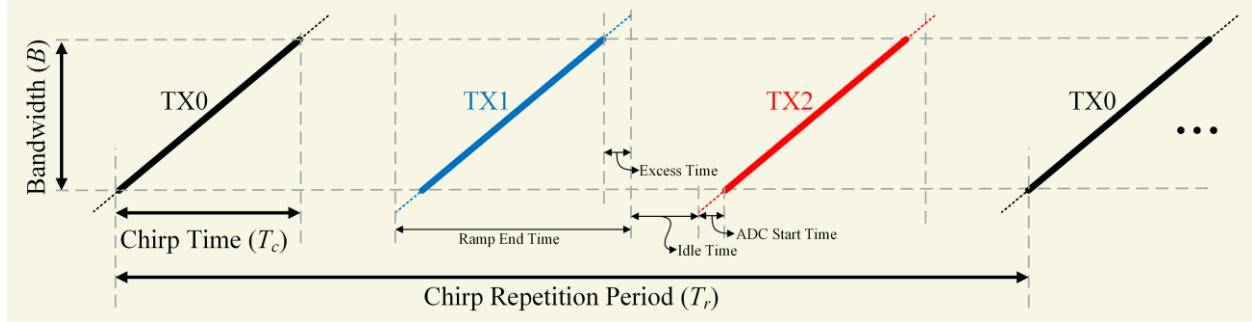 Bandwidth (B)
TX0
TX1
TX2
TX0
...
Excess Time
Chirp Time (Tc)
Ramp End Time
ADC Start Time
Idle Time
Chirp Repetition Period (Tr)